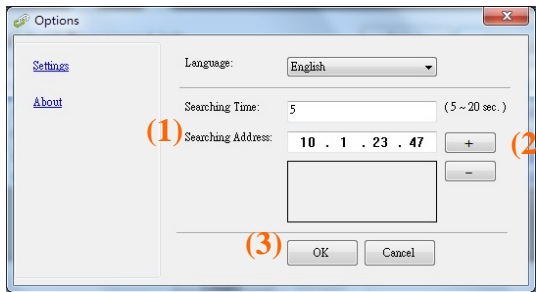 Options
Settings
About
Language:
English
Searching Time:
5
(5 ~ 20 sec.)
(1)
Searching Address:
10 . 1 . 23 . 47
+
(2
-
(3)
OK
Cancel